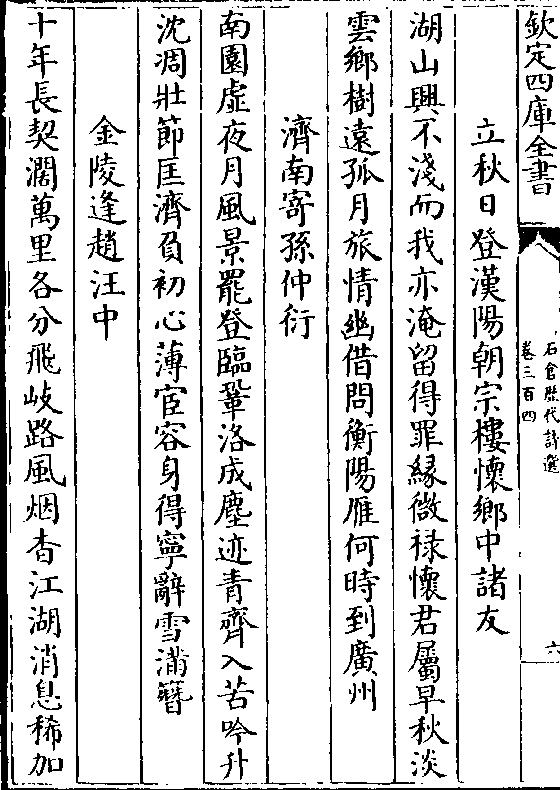 欽定四庫全書
石倉歷代詩選
卷三百四
六
立秋日登漢陽朝宗樓懷鄉中諸友
湖山興不淺而我亦淹留得罪緣微祿懷君屬早秋淡
雲鄉樹遠孤月旅情幽借問衡陽雁何時到廣州
濟南寄孫仲衍
南園虛夜月風景罷登臨鞏洛成塵迹青齊入苦吟升
沈凋壯節匡濟負初心薄宦容身得寧辭雪滿簪
金陵逢趙汪中
十年長契濶萬里各分飛岐路風烟杳江湖消息稀加